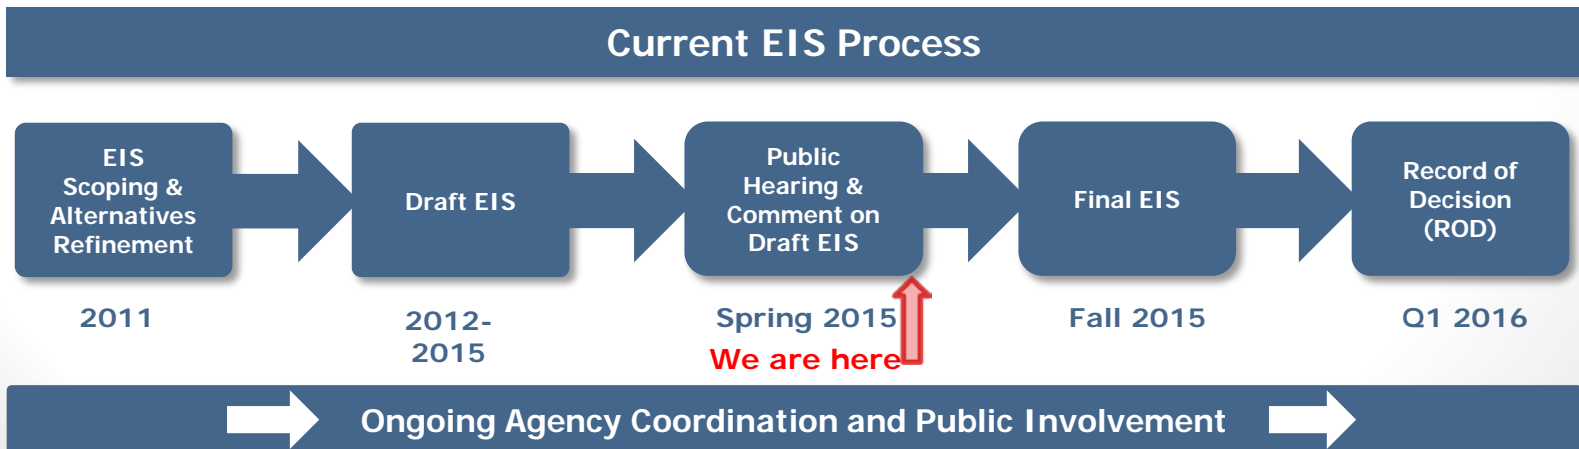 Current EIS Process
EIS
Scoping &
Alternatives
Refinement
Draft EIS
Public
Hearing &
Comment on
Draft EIS
Final EIS
Record of
Decision
(ROD)
2011
2012-
2015
Spring 2015
Fall 2015
Q1 2016
We are here
Ongoing Agency Coordination and Public Involvement